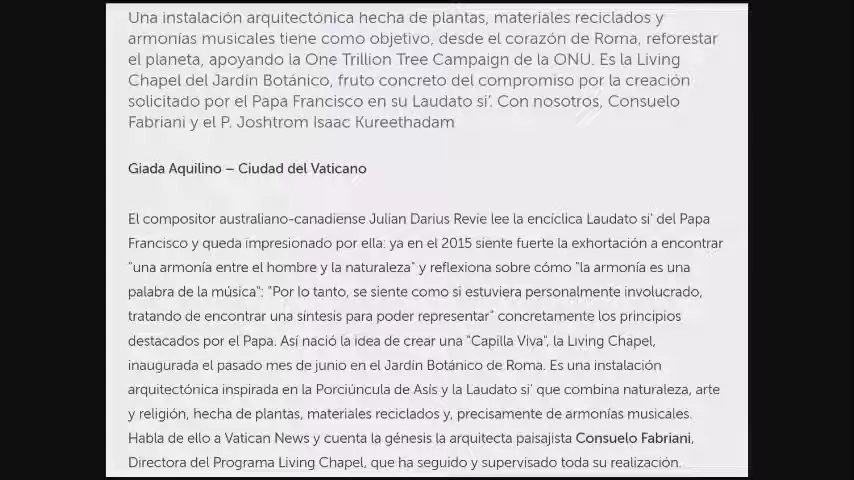 Una instalación arquitectónica hecha de plantas, materiales reciclados y
armonías musicales tiene como objetivo, desde el corazón de Roma, reforestar
el planeta, apoyando la One Trillion Tree Campaign de la ONU. Es la Living
Chapel del Jardín Botánico, fruto concreto del compromiso por la creación
solicitado por el Papa Francisco en su Laudato si’. Con nosotros, Consuelo
Fabriani y el P. Joshtrom Isaac Kureethadam
Giada Aquilino – Ciudad del Vaticano
El compositor australiano-canadiense Julian Darius Revie lee la encíclica Laudato si' del Papa
Francisco y queda impresionado por ella: ya en el 2015 siente fuerte la exhortación a encontrar
"una armonía entre el hombre y la naturaleza" y reflexiona sobre cómo "la armonía es una
palabra de la música": "Por lo tanto, se siente como si estuviera personalmente involucrado,
tratando de encontrar una síntesis para poder representar" concretamente los principios
destacados por el Papa. Así nació la idea de crear una "Capilla Viva", la Living Chapel,
inaugurada el pasado mes de junio en el Jardín Botánico de Roma. Es una instalación
arquitectónica inspirada en la Porciúncula de Asís y la Laudato si' que combina naturaleza, arte
y religión, hecha de plantas, materiales reciclados y, precisamente de armonías musicales.
Habla de ello a Vatican News y cuenta la génesis la arquitecta paisajista Consuelo Fabriani,
Directora del Programa Living Chapel, que ha seguido y supervisado toda su realización.